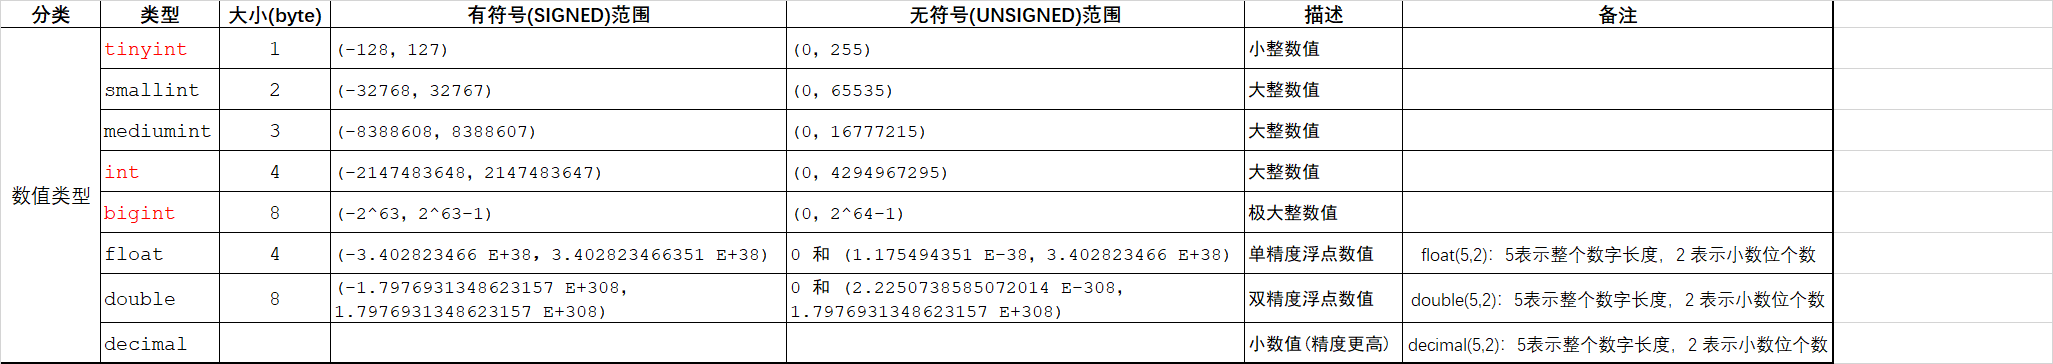 分类 类型 大小(byte) 有符号(SIGNED)范围 无符号(UNSIGNED)范围 描述 备注
数值类型
tinyint 1 (-128, 127) (0, 255) 小整数值
smallint 2 (-32768, 32767) (0, 65535) 大整数值
mediumint 3 (-8388608, 8388607) (0, 16777215) 大整数值
int 4 (-2147483648, 2147483647) (0, 4294967295) 大整数值
bigint 8 (-2^63, 2^63-1) (0, 2^64-1) 极大整数值
float 4 (-3.402823466 E+38, 3.402823466351 E+38) 0 和 (1.175494351 E-38, 3.402823466 E+38) 单精度浮点数值 float(5,2)：5表示整个数字长度，2 表示小数位个数
double 8 (-1.7976931348623157 E+308,
1.7976931348623157 E+308) 0 和 (2.2250738585072014 E-308,
1.7976931348623157 E+308) 双精度浮点数值 double(5,2)：5表示整个数字长度，2 表示小数位个数
decimal 小数值(精度更高) decimal(5,2)：5表示整个数字长度，2 表示小数位个数